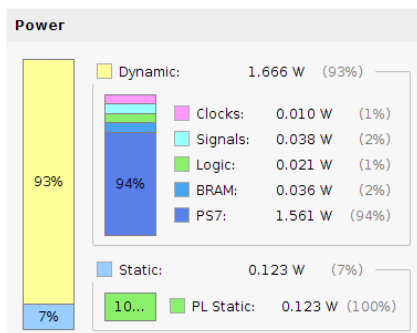 Power
Dynamic: 1.666 W (93%)
Clocks: 0.010 W (1%)
Signals: 0.038 W (2%)
Logic: 0.021 W (1%)
BRAM: 0.036 W (2%)
PS7: 1.561 W (94%)
94%
93%
Static: 0.123 W (7%)
10... PL Static: 0.123 W (100%)
7%